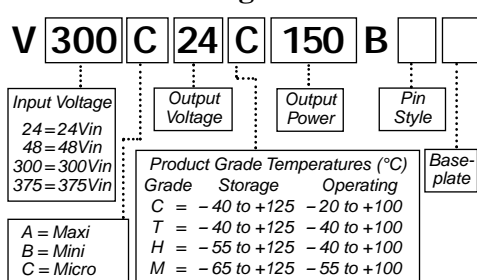 V 300 C 24 C 150 B
Input Voltage
24 = 24Vin
48 = 48Vin
300 = 300Vin
375 = 375Vin
Output
Voltage
Output
Power
Pin
Style
Base-
plate
Product Grade Temperatures (°C)
Grade Storage Operating
C = – 40 to +125 – 20 to +100
T = – 40 to +125 – 40 to +100
H = – 55 to +125 – 40 to +100
M = – 65 to +125 – 55 to +100
A = Maxi
B = Mini
C = Micro